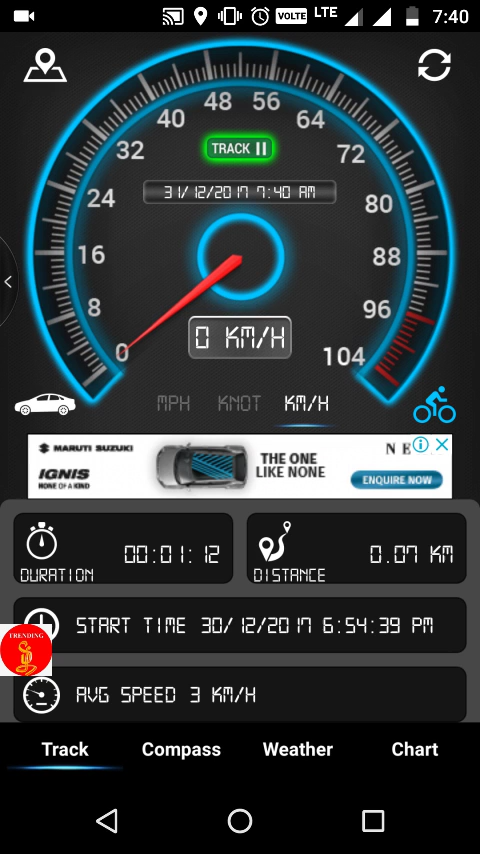 VOLTE LTE 7:40
48 56
40 64
TRACK
32 72
31/12/2017 7:40 AM
24 80
16 88
8 96
0 KM/H
0 104
MPH KNOT KM/H
MARUTI SUZUKI
IGNIS
NONE OF A KIND
THE ONE
LIKE NONE
N E
ENQUIRE NOW
00:01:12
DURATION
0.07 KM
DISTANCE
START TIME 30/12/2017 6:54:39 PM
TRENDING
AVG SPEED 3 KM/H
Track Compass Weather Chart